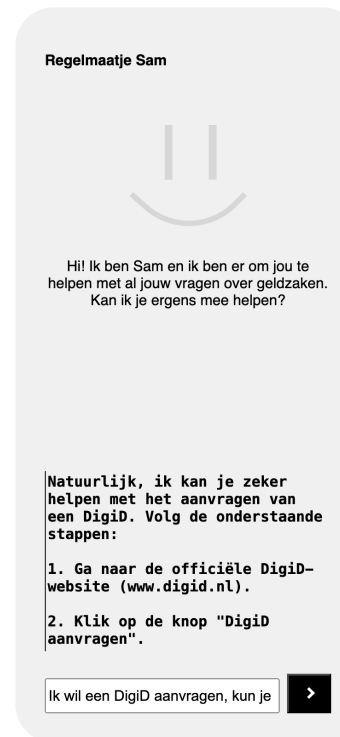 Regelmaatje Sam
Hi! Ik ben Sam en ik ben er om jou te
helpen met al jouw vragen over geldzaken.
Kan ik je ergens mee helpen?
Natuurlijk, ik kan je zeker
helpen met het aanvragen van
een DigiD. Volg de onderstaande
stappen:
1. Ga naar de officiële DigiD–
website (www.digid.nl).
2. Klik op de knop "DigiD
aanvragen".
Ik wil een DigiD aanvragen, kun je